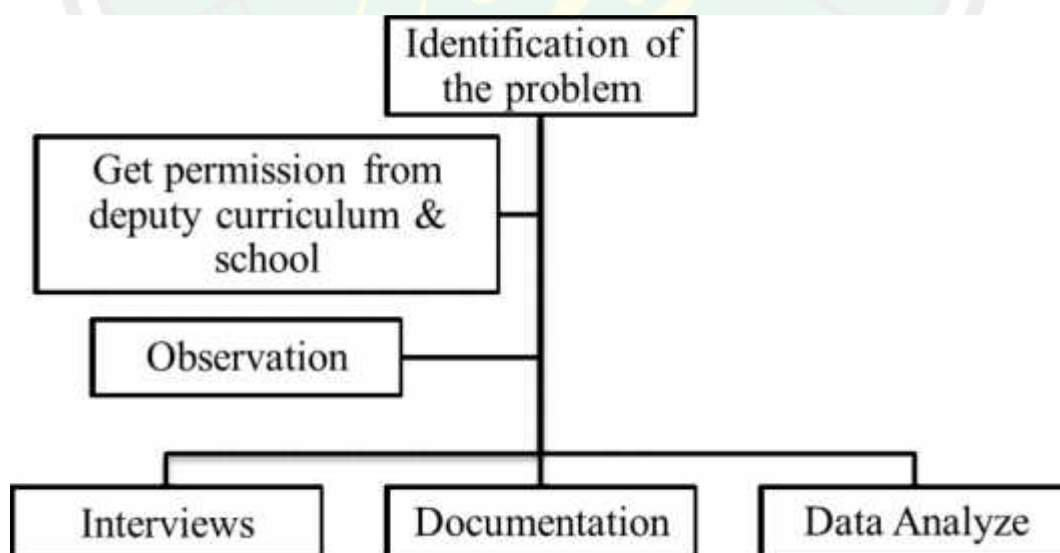 Identification of
the problem
Get permission from
deputy curriculum &
school
Observation
Interviews
Documentation
Data Analyze